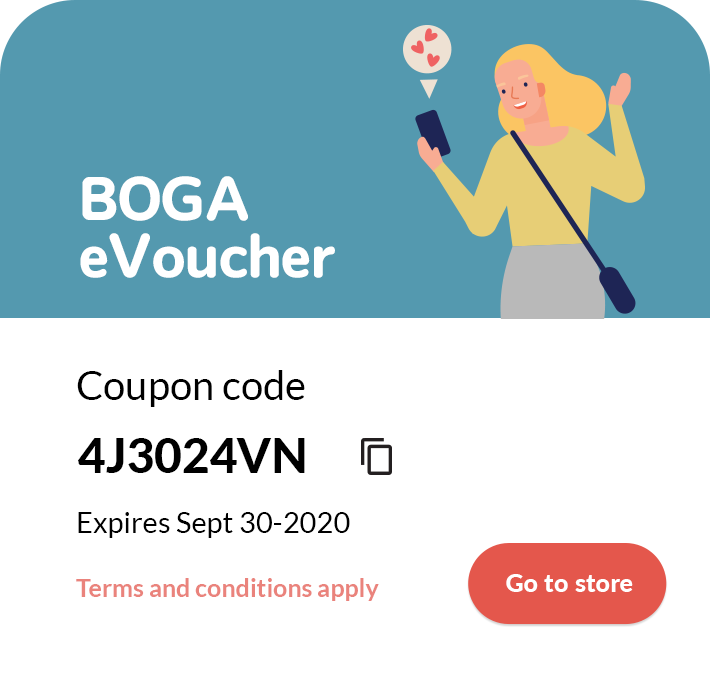 BOGA
eVoucher
Coupon code
4J3024VN
Expires Sept 30-2020
Terms and conditions apply
Go to store